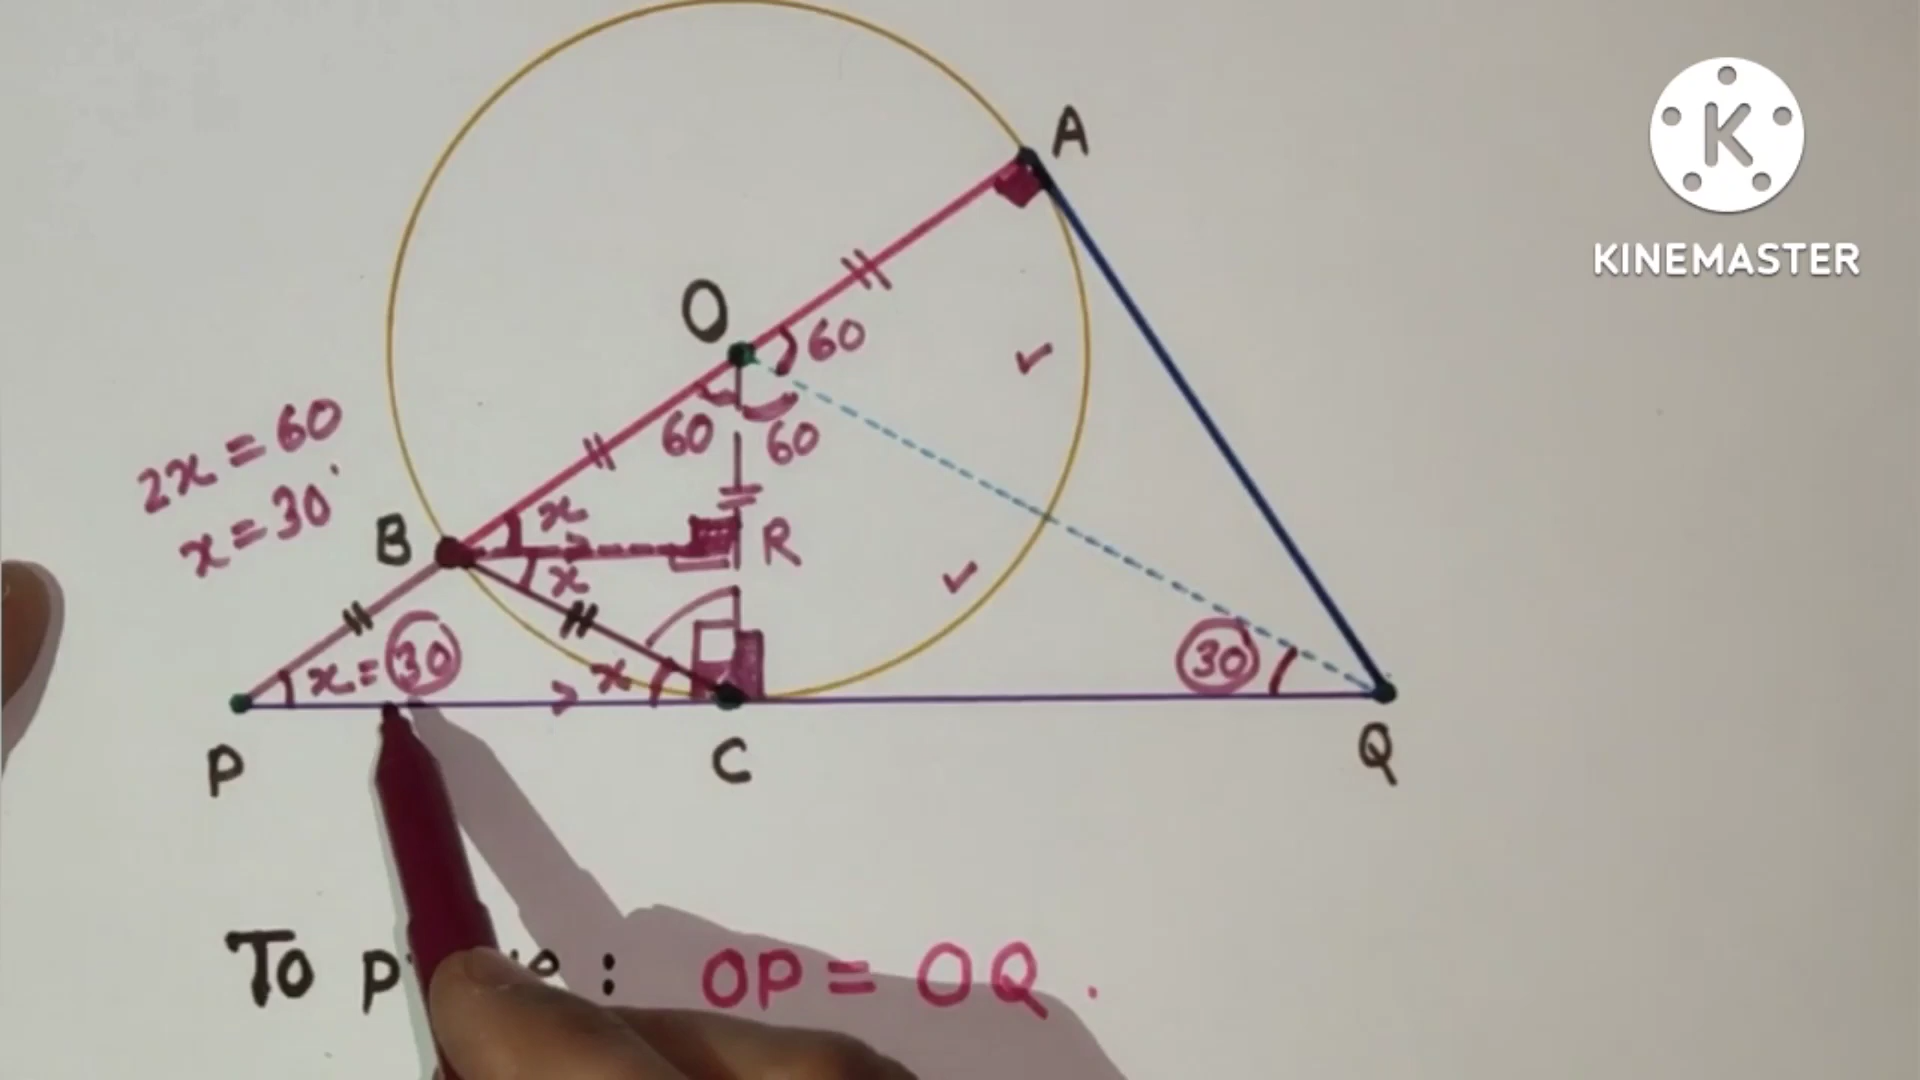 A
O
60
60 60
2x = 60
x = 30
B
x
R
x
x = 30
x
30
P
C
Q
To : OP = OQ .
K
KINEMASTER